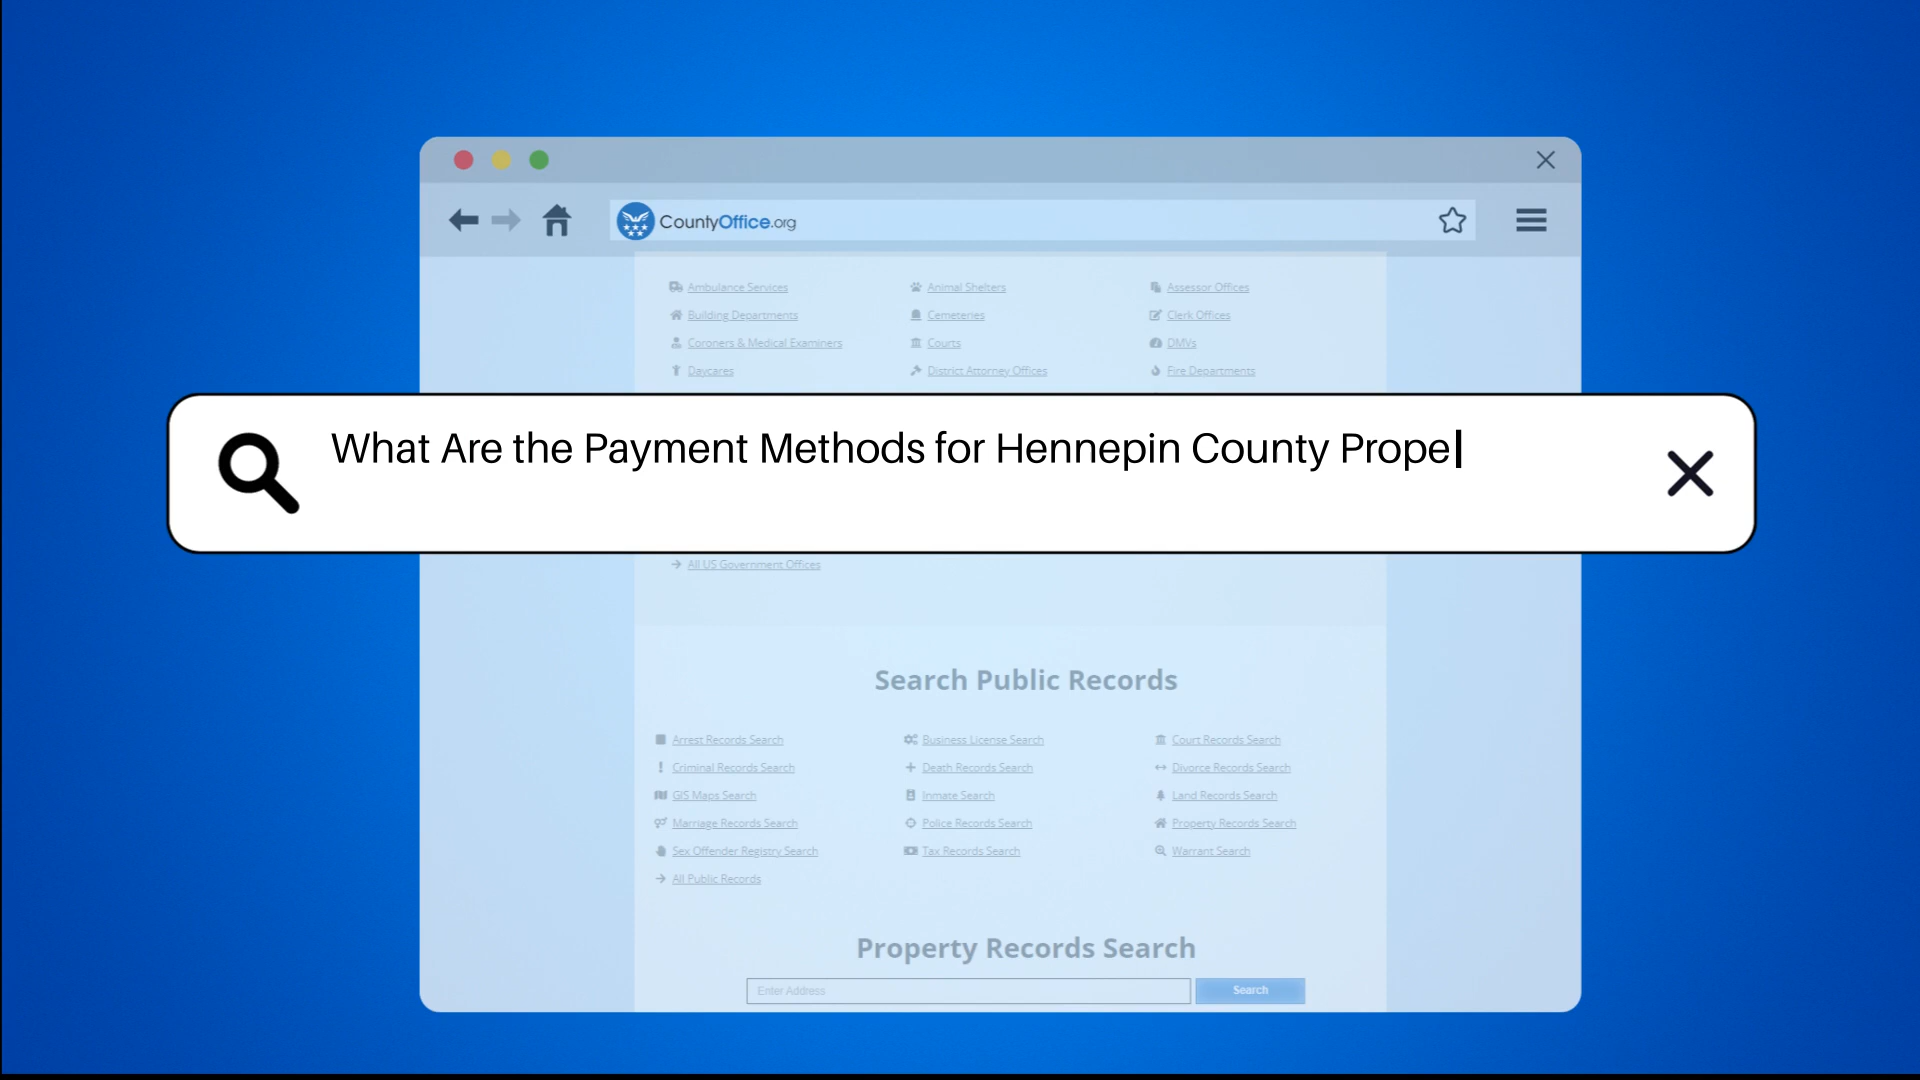 CountyOffice.org
Ambulance Services Animal Shelters Assessor Offices
Building Departments Cemeteries Clerk Offices
Coroners & Medical Examiners Courts DMVs
Daycares District Attorney Offices Fire Departments
What Are the Payment Methods for Hennepin County Prope
All US Government Offices
Search Public Records
Arrest Records Search Business License Search Court Records Search
Criminal Records Search Death Records Search Divorce Records Search
GIS Maps Search Inmate Search Land Records Search
Marriage Records Search Police Records Search Property Records Search
Sex Offender Registry Search Tax Records Search Warrant Search
All Public Records
Property Records Search
Enter Address Search